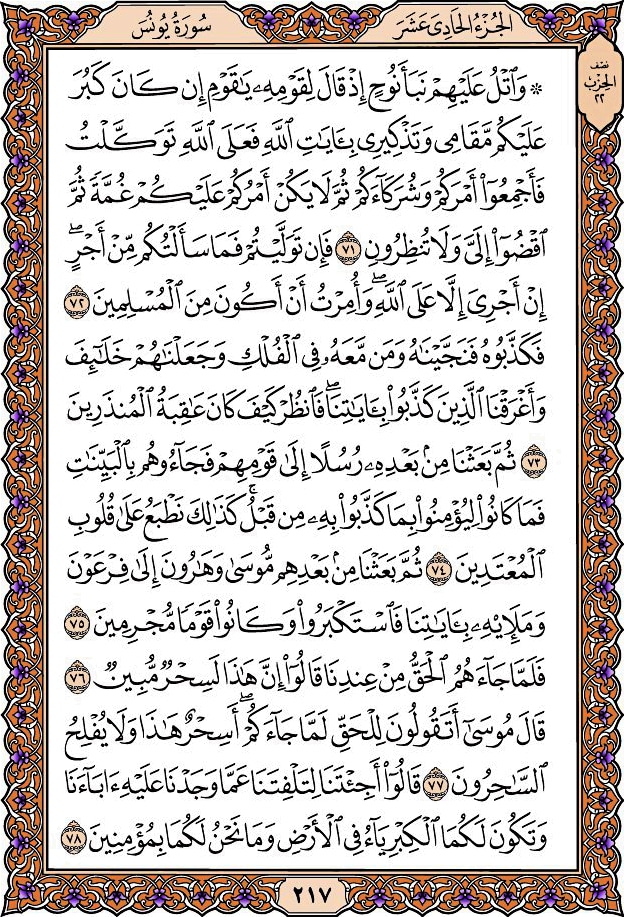 الجُزْءُ الحَادِى عَشَرَ
سُورَةُ يُونُسَ
نِصْف
الحِزْب
٢٢
۞ وَٱتْلُ عَلَيْهِمْ نَبَأَ نُوحٍ إِذْ قَالَ لِقَوْمِهِۦ يَٰقَوْمِ إِن كَانَ كَبُرَ
عَلَيْكُم مَّقَامِى وَتَذْكِيرِى بِـَٔايَٰتِ ٱللَّهِ فَعَلَى ٱللَّهِ تَوَكَّلْتُ
فَأَجْمِعُوٓا۟ أَمْرَكُمْ وَشُرَكَآءَكُمْ ثُمَّ لَا يَكُنْ أَمْرُكُمْ عَلَيْكُمْ غُمَّةً ثُمَّ
ٱقْضُوٓا۟ إِلَىَّ وَلَا تُنظِرُونِ ٧١ فَإِن تَوَلَّيْتُمْ فَمَا سَأَلْتُكُم مِّنْ أَجْرٍ ۖ
إِنْ أَجْرِىَ إِلَّا عَلَى ٱللَّهِ ۖ وَأُمِرْتُ أَنْ أَكُونَ مِنَ ٱلْمُسْلِمِينَ ٧٢
فَكَذَّبُوهُ فَنَجَّيْنَٰهُ وَمَن مَّعَهُۥ فِى ٱلْفُلْكِ وَجَعَلْنَٰهُمْ خَلَٰٓئِفَ
وَأَغْرَقْنَا ٱلَّذِينَ كَذَّبُوا۟ بِـَٔايَٰتِنَا ۖ فَٱنظُرْ كَيْفَ كَانَ عَٰقِبَةُ ٱلْمُنذَرِينَ
٧٣ ثُمَّ بَعَثْنَا مِنۢ بَعْدِهِۦ رُسُلًا إِلَىٰ قَوْمِهِمْ فَجَآءُوهُم بِٱلْبَيِّنَٰتِ
فَمَا كَانُوا۟ لِيُؤْمِنُوا۟ بِمَا كَذَّبُوا۟ بِهِۦ مِن قَبْلُ ۚ كَذَٰلِكَ نَطْبَعُ عَلَىٰ قُلُوبِ
ٱلْمُعْتَدِينَ ٧٤ ثُمَّ بَعَثْنَا مِنۢ بَعْدِهِم مُّوسَىٰ وَهَٰرُونَ إِلَىٰ فِرْعَوْنَ
وَمَلَإِي۟هِۦ بِـَٔايَٰتِنَا فَٱسْتَكْبَرُوا۟ وَكَانُوا۟ قَوْمًا مُّجْرِمِينَ ٧٥
فَلَمَّا جَآءَهُمُ ٱلْحَقُّ مِنْ عِندِنَا قَالُوٓا۟ إِنَّ هَٰذَا لَسِحْرٌ مُّبِينٌ ٧٦
قَالَ مُوسَىٰٓ أَتَقُولُونَ لِلْحَقِّ لَمَّا جَآءَكُمْ ۖ أَسِحْرٌ هَٰذَا وَلَا يُفْلِحُ
ٱلسَّٰحِرُونَ ٧٧ قَالُوٓا۟ أَجِئْتَنَا لِتَلْفِتَنَا عَمَّا وَجَدْنَا عَلَيْهِ ءَابَآءَنَا
وَتَكُونَ لَكُمَا ٱلْكِبْرِيَآءُ فِى ٱلْأَرْضِ وَمَا نَحْنُ لَكُمَا بِمُؤْمِنِينَ ٧٨
٢١٧